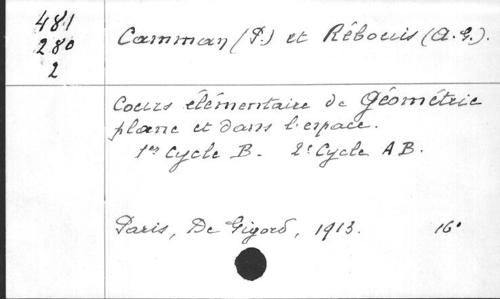 481
280
2
Camman (P.) et Rébouis (A.G.).
Cours élémentaire de Géométrie
plane et dans l'espace.
1er Cycle B. 2e Cycle A B.
Paris, De Gigord, 1913. 16°